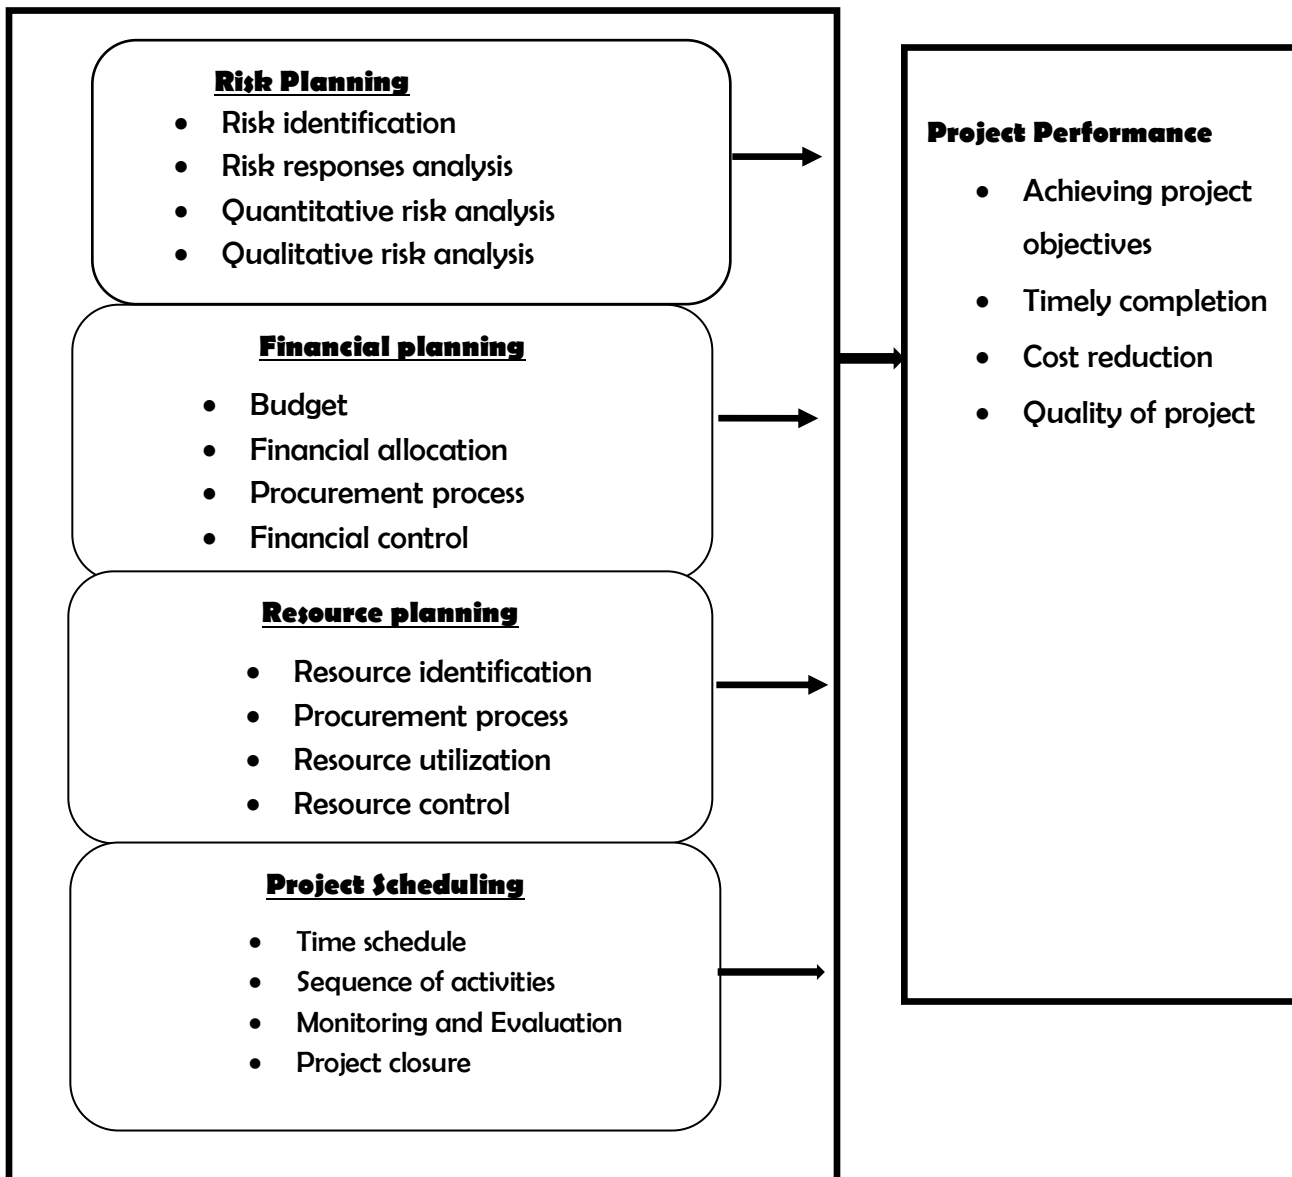 Risk Planning
• Risk identification
• Risk responses analysis
• Quantitative risk analysis
• Qualitative risk analysis
Financial planning
• Budget
• Financial allocation
• Procurement process
• Financial control
Resource planning
• Resource identification
• Procurement process
• Resource utilization
• Resource control
Project Scheduling
• Time schedule
• Sequence of activities
• Monitoring and Evaluation
• Project closure
Project Performance
• Achieving project
objectives
• Timely completion
• Cost reduction
• Quality of project